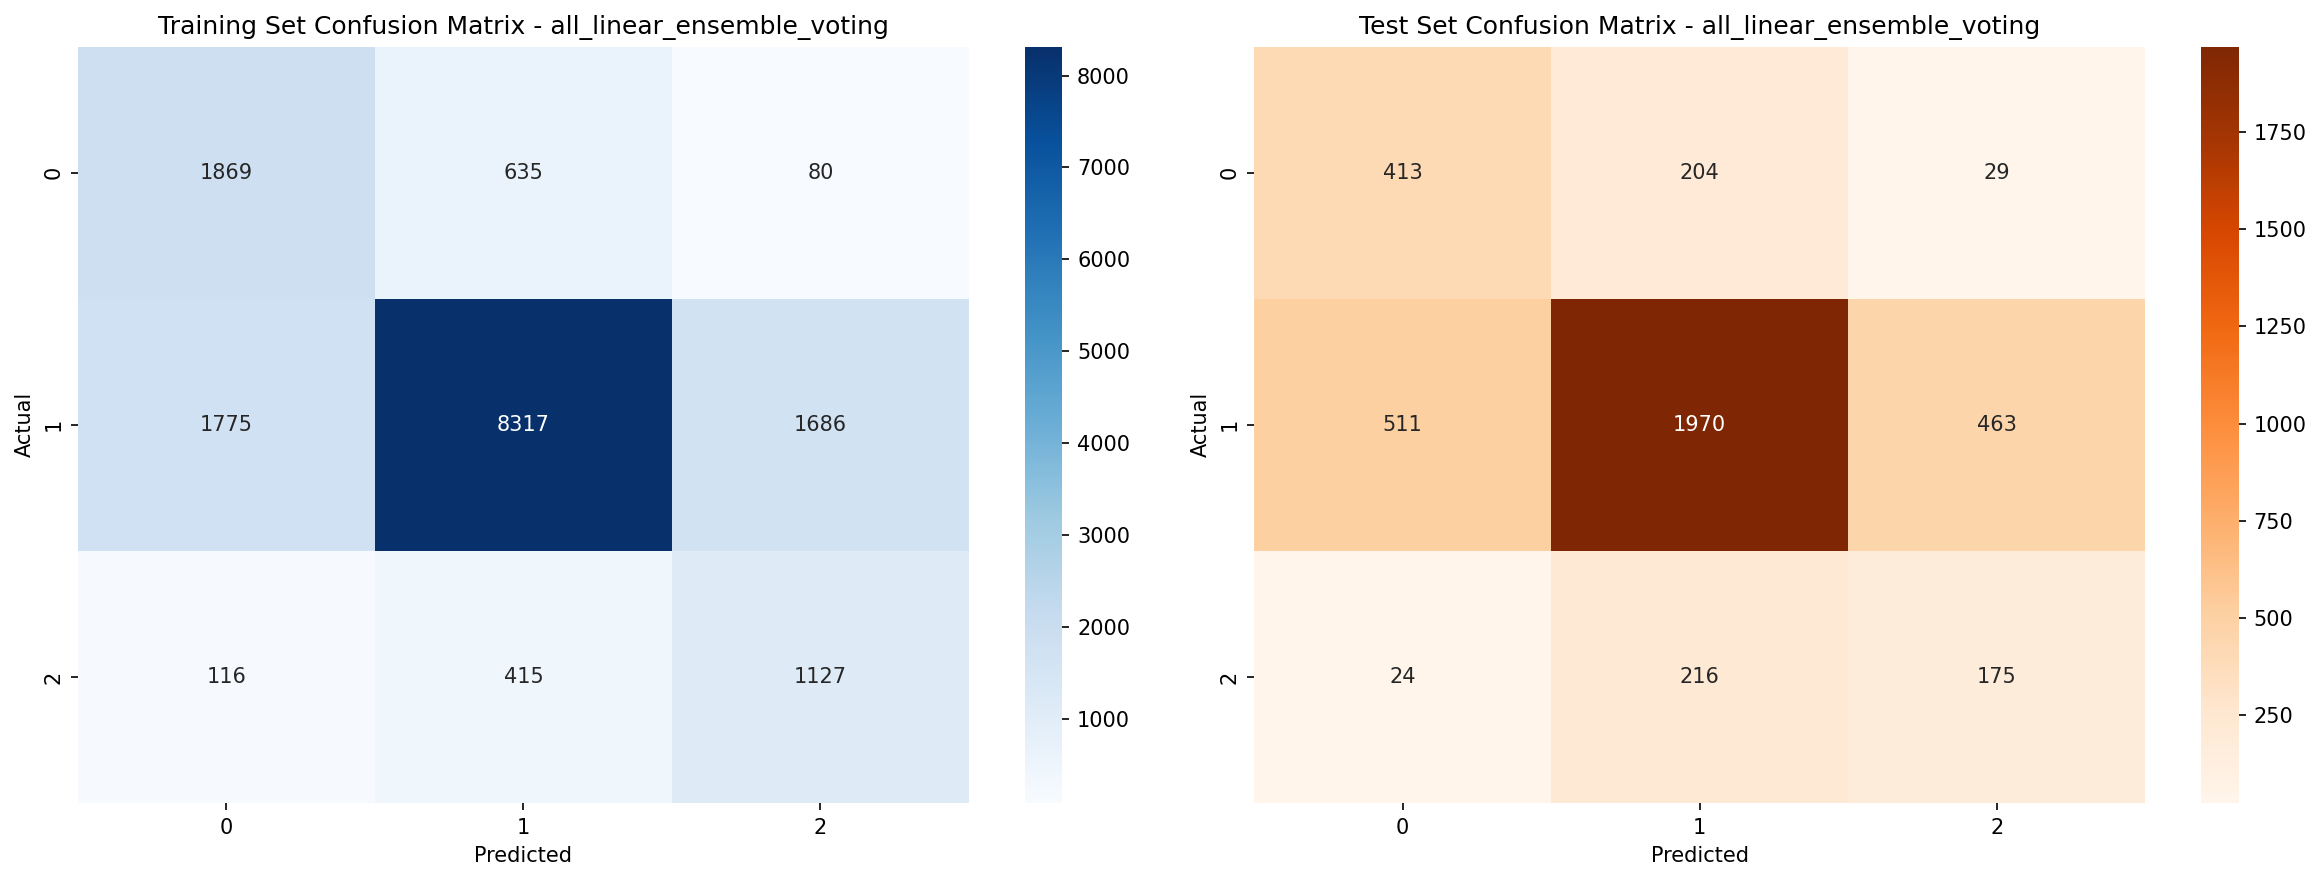 Training Set Confusion Matrix - all_linear_ensemble_voting
Actual
0
1
2
1869 635 80
1775 8317 1686
116 415 1127
0 1 2
Predicted
8000
7000
6000
5000
4000
3000
2000
1000
Test Set Confusion Matrix - all_linear_ensemble_voting
Actual
0
1
2
413 204 29
511 1970 463
24 216 175
0 1 2
Predicted
1750
1500
1250
1000
750
500
250